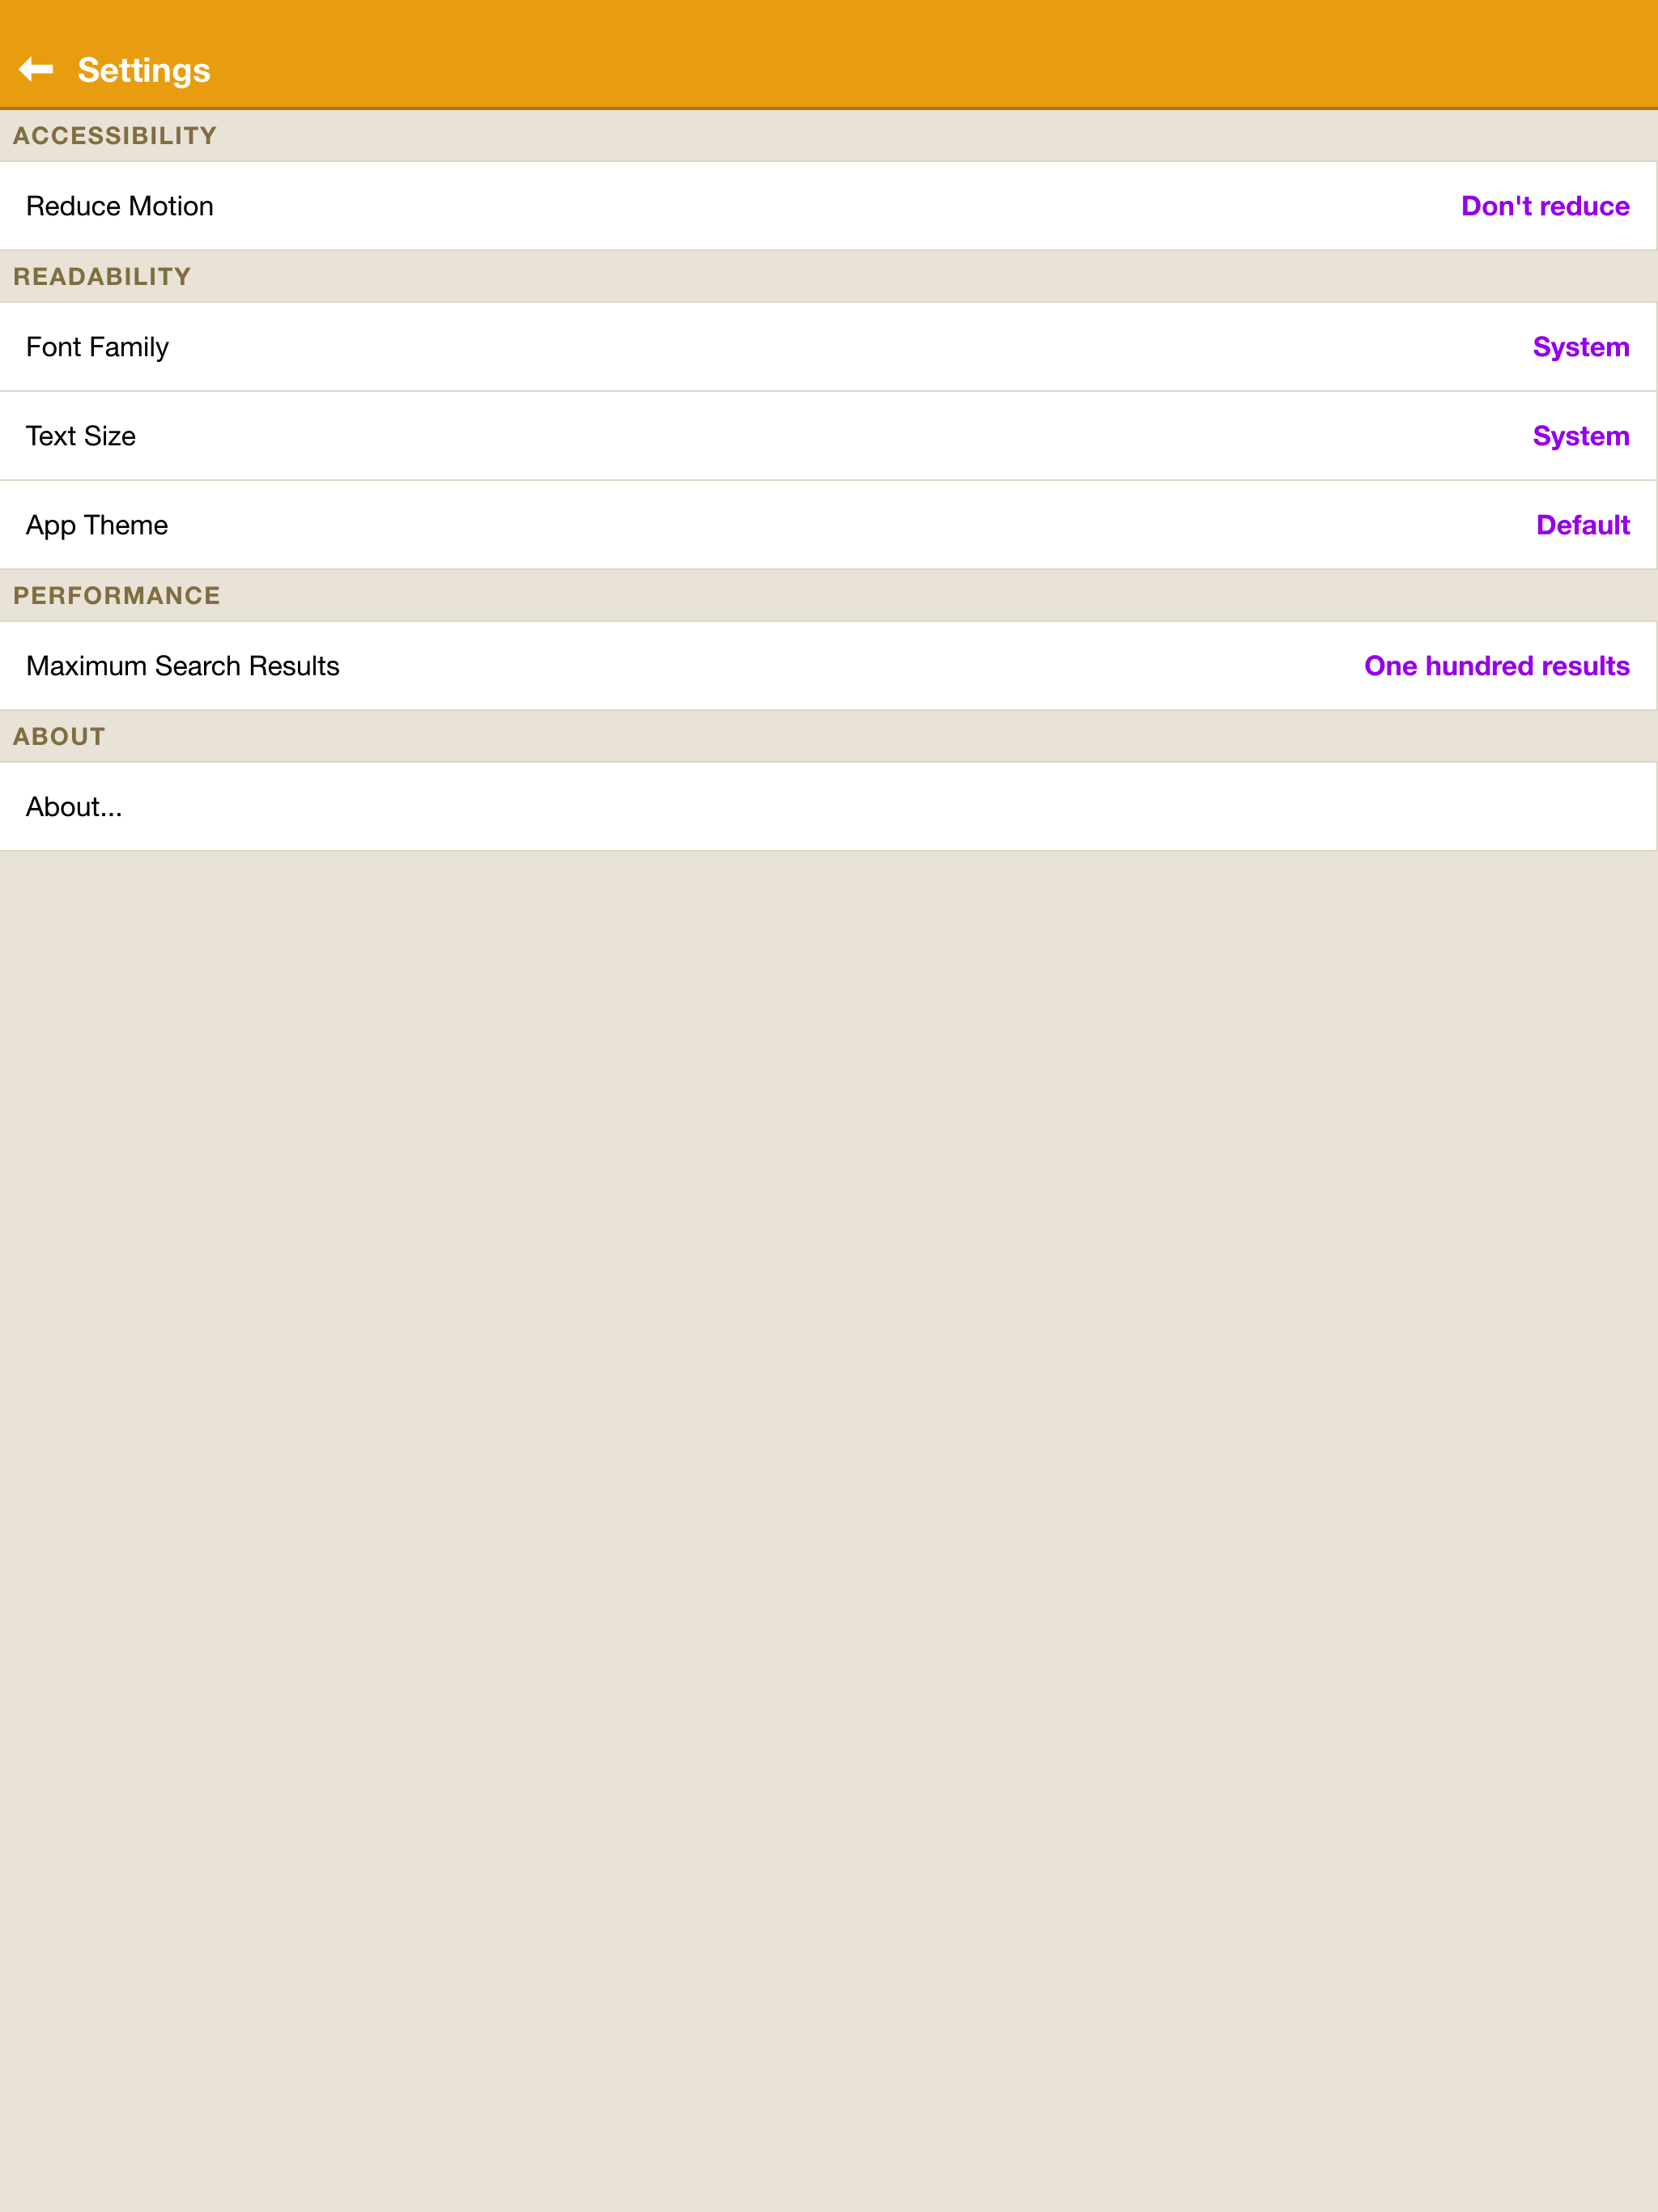 Settings
ACCESSIBILITY
Reduce Motion Don't reduce
READABILITY
Font Family System
Text Size System
App Theme Default
PERFORMANCE
Maximum Search Results One hundred results
ABOUT
About...